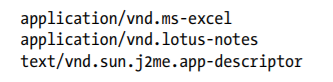 application/vnd.ms-excel
application/vnd.lotus-notes
text/vnd.sun.j2me.app-descriptor